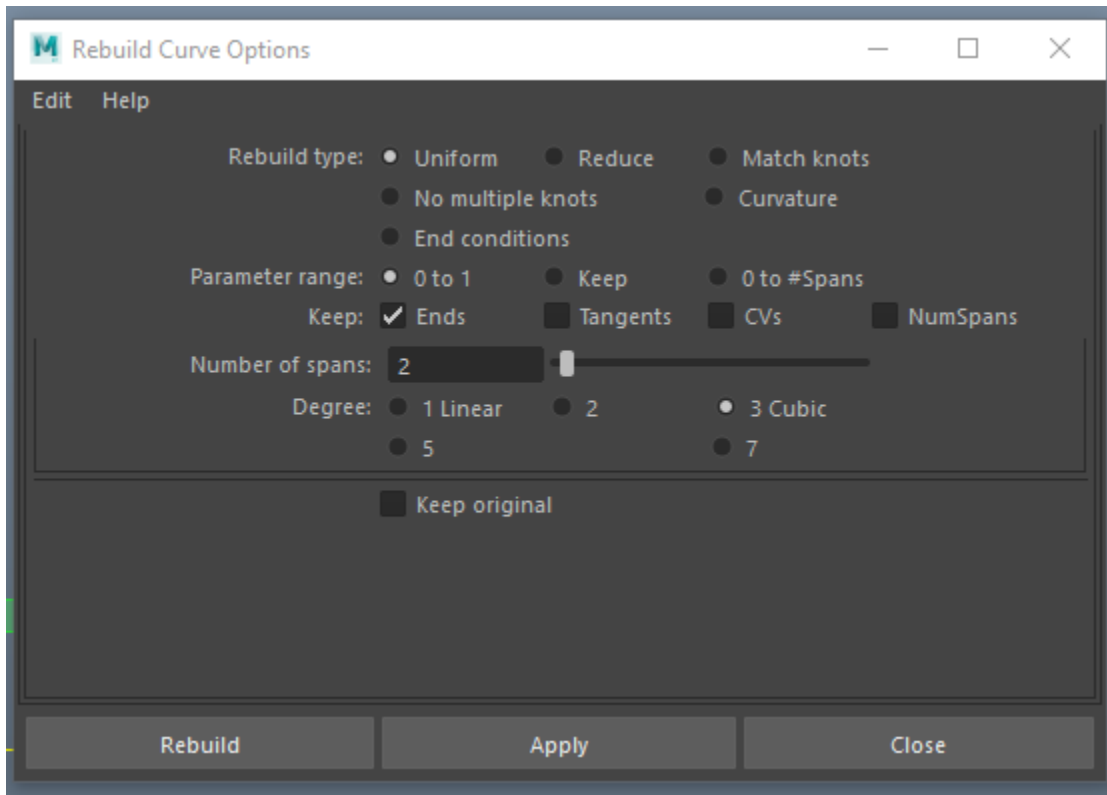 M Rebuild Curve Options
Edit Help
Rebuild type: Uniform Reduce Match knots
No multiple knots Curvature
End conditions
Parameter range: 0 to 1 Keep 0 to #Spans
Keep: Ends Tangents CVs NumSpans
Number of spans: 2
Degree: 1 Linear 2 3 Cubic
5 7
Keep original
Rebuild Apply Close